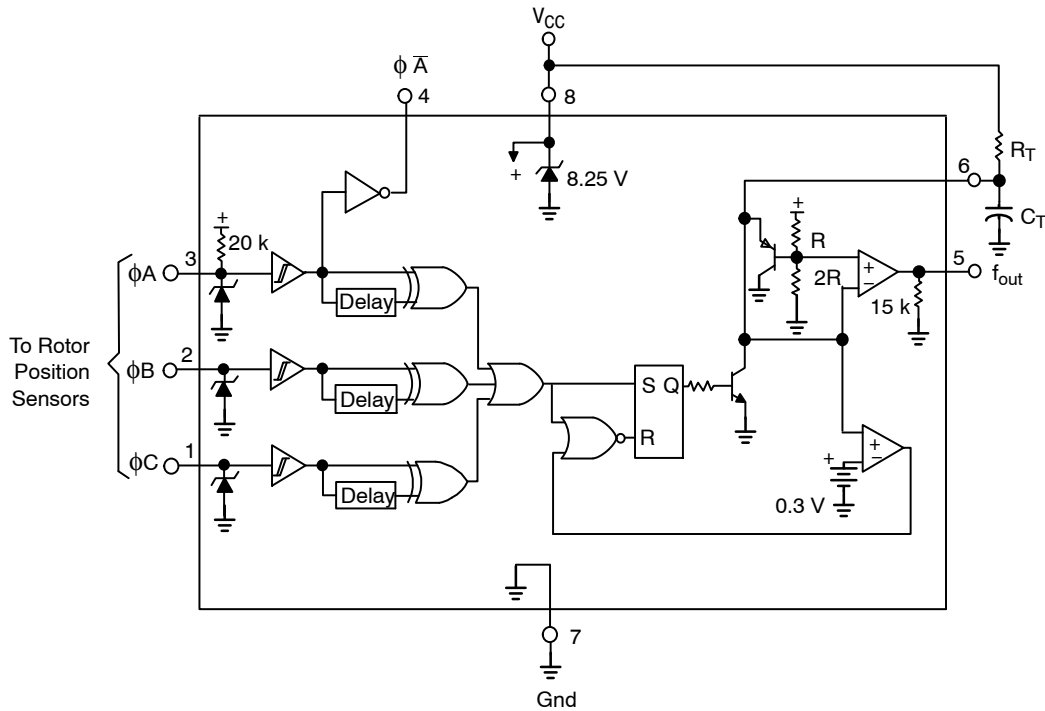 V_CC
ϕ A̅
4
8
+
8.25 V
R_T
6
C_T
+
20 k
+
R
2R
+
−
5
f_out
15 k
3
ϕA
Delay
To Rotor
Position
Sensors
2
ϕB
Delay
S Q
R
1
ϕC
Delay
+
−
+
0.3 V
7
Gnd